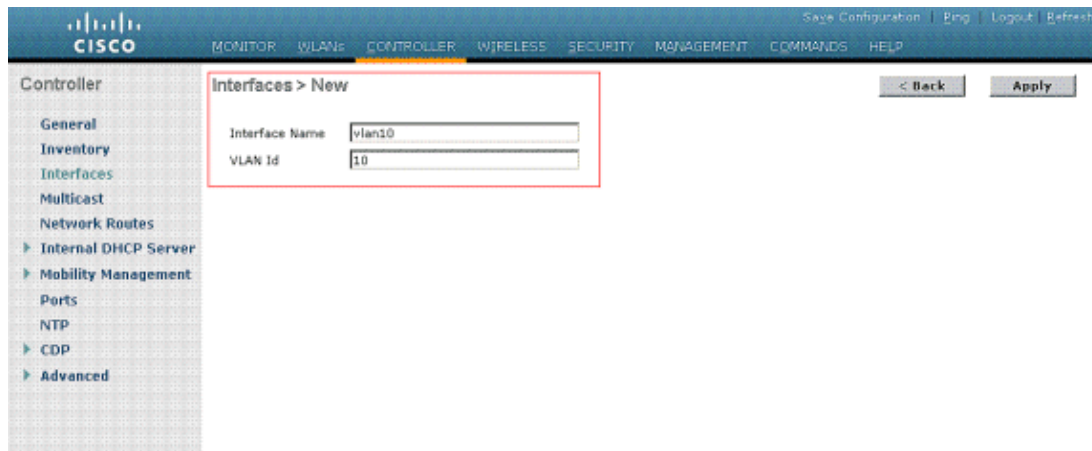 Save Configuration | Ping | Logout | Refresh
CISCO
MONITOR WLANs CONTROLLER WIRELESS SECURITY MANAGEMENT COMMANDS HELP
Controller
Interfaces > New
< Back
Apply
General
Inventory
Interfaces
Multicast
Network Routes
Internal DHCP Server
Mobility Management
Ports
NTP
CDP
Advanced
Interface Name vlan10
VLAN Id 10